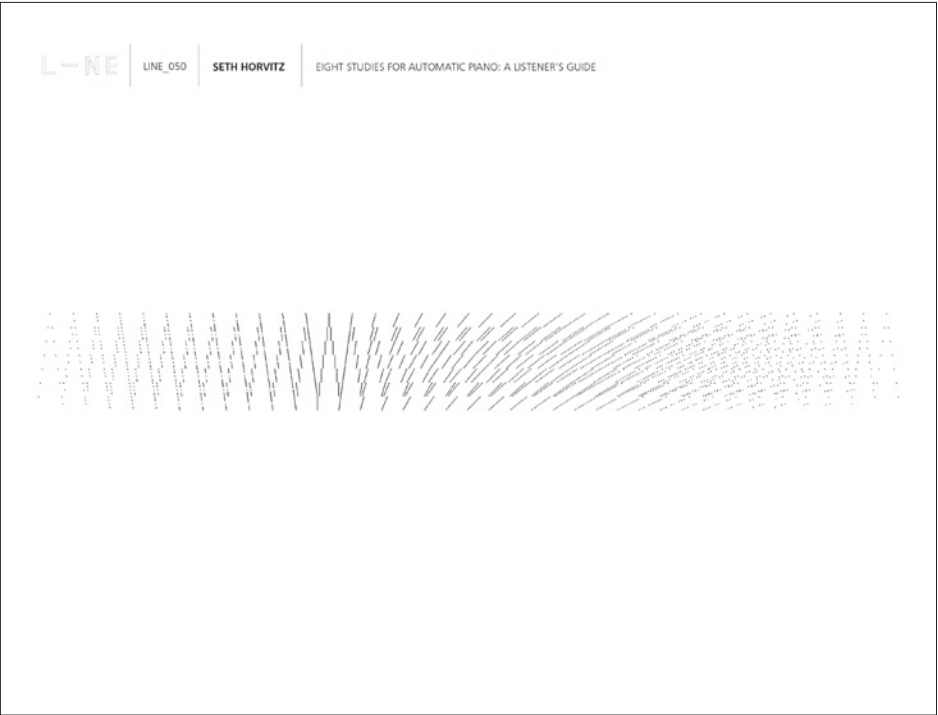 L—NE
LINE_050
SETH HORVITZ
EIGHT STUDIES FOR AUTOMATIC PIANO: A LISTENER'S GUIDE